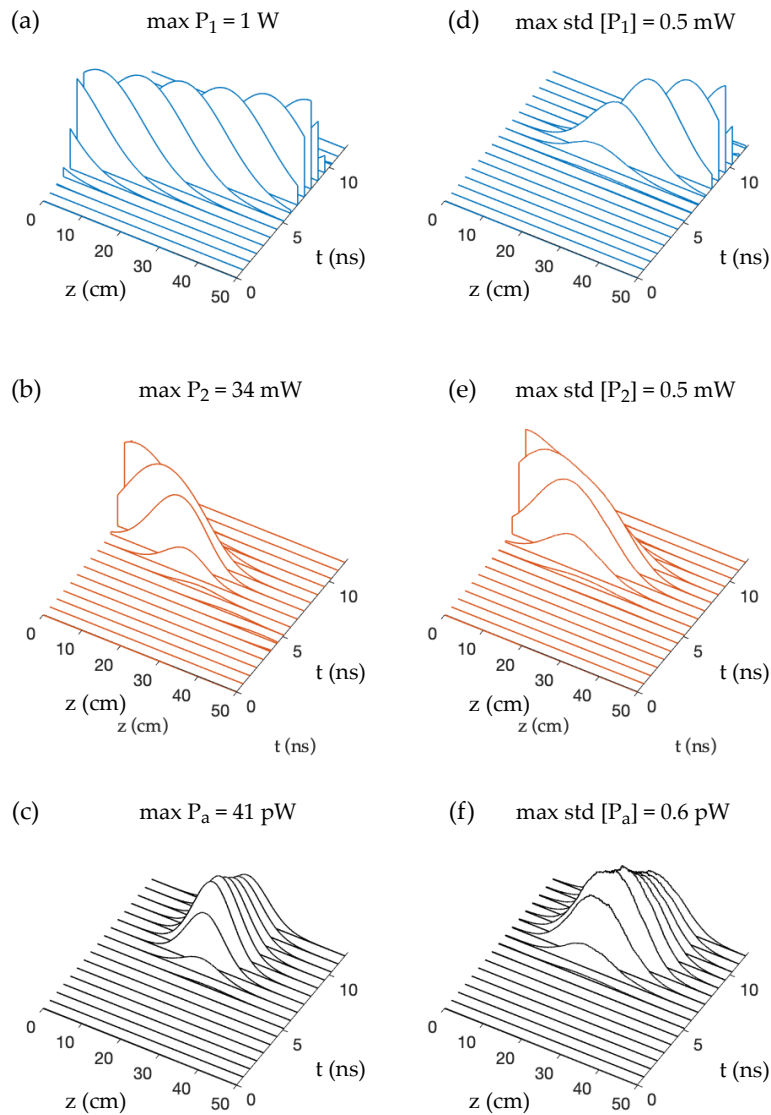 (a) max P1 = 1 W
0
10
20
30
40
50
z (cm)
0
5
10
t (ns)
(d) max std [P1] = 0.5 mW
0
10
20
30
40
50
z (cm)
0
5
10
t (ns)
(b) max P2 = 34 mW
0
10
20
30
40
50
z (cm)
z (cm)
0
5
10
t (ns)
t (ns)
(e) max std [P2] = 0.5 mW
0
10
20
30
40
50
z (cm)
z (cm)
0
5
10
t (ns)
t (ns)
(c) max Pa = 41 pW
0
10
20
30
40
50
z (cm)
0
5
10
t (ns)
(f) max std [Pa] = 0.6 pW
0
10
20
30
40
50
z (cm)
0
5
10
t (ns)